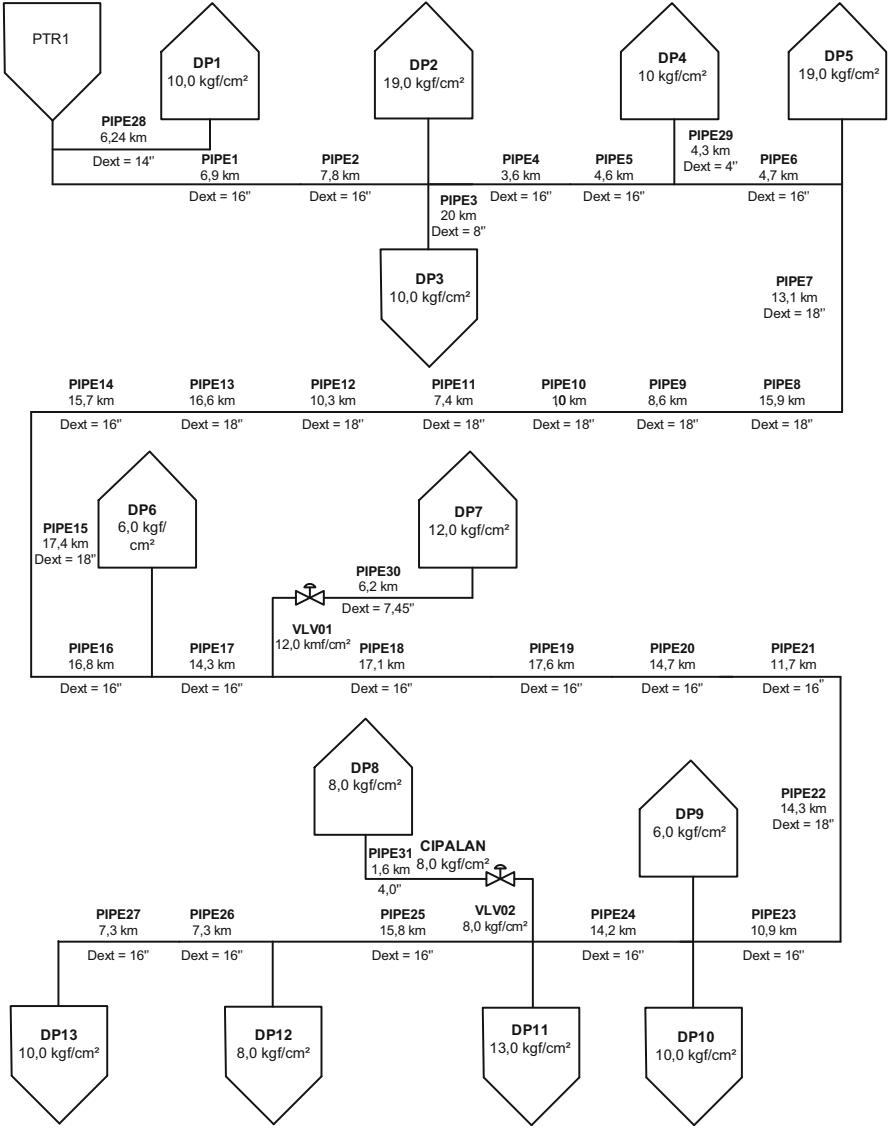 PTR1
DP1
10,0 kgf/cm²
DP2
19,0 kgf/cm²
DP4
10 kgf/cm²
DP5
19,0 kgf/cm²
PIPE28
6,24 km
Dext = 14"
PIPE1
6,9 km
Dext = 16"
PIPE2
7,8 km
Dext = 16"
PIPE4
3,6 km
Dext = 16"
PIPE5
4,6 km
Dext = 16"
PIPE29
4,3 km
Dext = 4"
PIPE6
4,7 km
Dext = 16"
PIPE3
20 km
Dext = 8"
DP3
10,0 kgf/cm²
PIPE7
13,1 km
Dext = 18"
PIPE14
15,7 km
Dext = 16"
PIPE13
16,6 km
Dext = 18"
PIPE12
10,3 km
Dext = 18"
PIPE11
7,4 km
Dext = 18"
PIPE10
10 km
Dext = 18"
PIPE9
8,6 km
Dext = 18"
PIPE8
15,9 km
Dext = 18"
PIPE15
17,4 km
Dext = 18"
DP6
6,0 kgf/
cm²
DP7
12,0 kgf/cm²
PIPE30
6,2 km
Dext = 7,45"
VLV01
12,0 kmf/cm²
PIPE16
16,8 km
Dext = 16"
PIPE17
14,3 km
Dext = 16"
PIPE18
17,1 km
Dext = 16"
PIPE19
17,6 km
Dext = 16"
PIPE20
14,7 km
Dext = 16"
PIPE21
11,7 km
Dext = 16"
DP8
8,0 kgf/cm²
DP9
6,0 kgf/cm²
PIPE22
14,3 km
Dext = 18"
PIPE31
1,6 km
4,0"
CIPALAN
8,0 kgf/cm²
VLV02
8,0 kgf/cm²
PIPE27
7,3 km
Dext = 16"
PIPE26
7,3 km
Dext = 16"
PIPE25
15,8 km
Dext = 16"
PIPE24
14,2 km
Dext = 16"
PIPE23
10,9 km
Dext = 16"
DP13
10,0 kgf/cm²
DP12
8,0 kgf/cm²
DP11
13,0 kgf/cm²
DP10
10,0 kgf/cm²